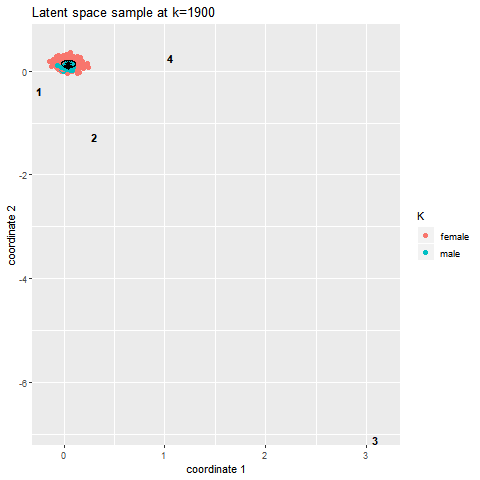 Latent space sample at k=1900
4
0
1
2
-2
coordinate 2
K
female
male
-4
-6
3
0
1
2
3
coordinate 1